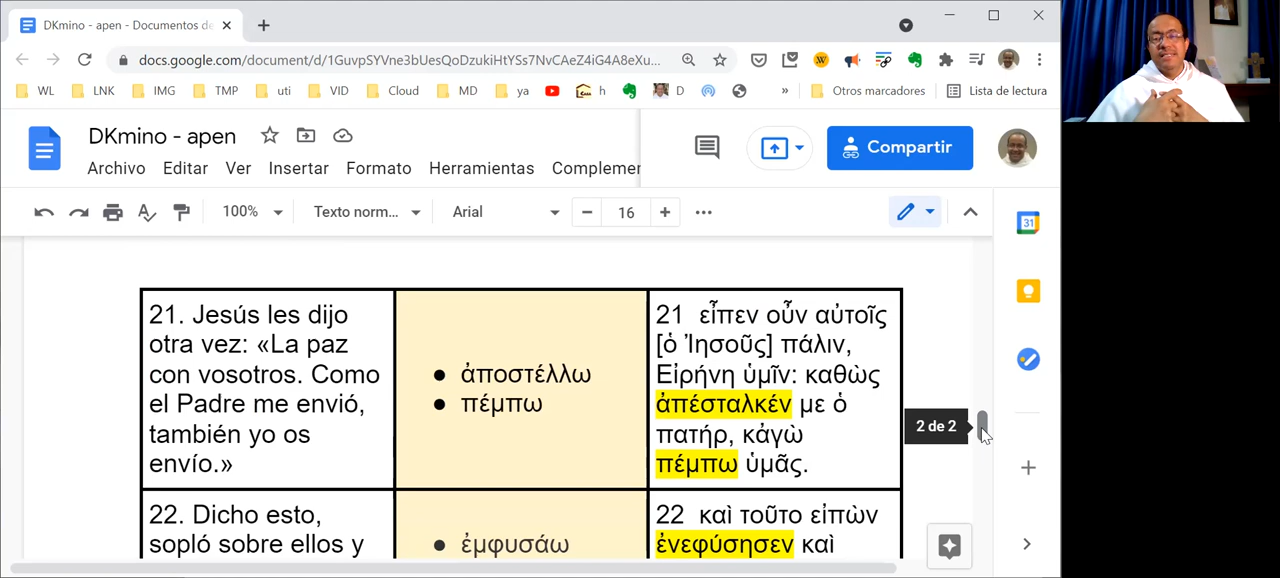 DKmino - apen - Documentos de
docs.google.com/document/d/1GuvpSYVne3bUesQoDzukiHtYSs7NvCAeZ4iG4A8eXu...
WL LNK IMG TMP uti VID Cloud MD ya h D » Otros marcadores Lista de lectura
DKmino - apen
Compartir
Archivo Editar Ver Insertar Formato Herramientas Complemen
100% Texto norm... Arial − 16 + ...
31
21. Jesús les dijo
otra vez: «La paz
con vosotros. Como
el Padre me envió,
también yo os
envío.»
● ἀποστέλλω
● πέμπω
21 εἶπεν οὖν αὐτοῖς
[ὁ Ἰησοῦς] πάλιν,
Εἰρήνη ὑμῖν: καθὼς
ἀπέσταλκέν με ὁ
πατήρ, κἀγὼ
πέμπω ὑμᾶς.
2 de 2
22. Dicho esto,
sopló sobre ellos y
● ἐμφυσάω
22 καὶ τοῦτο εἰπὼν
ἐνεφύσησεν καὶ